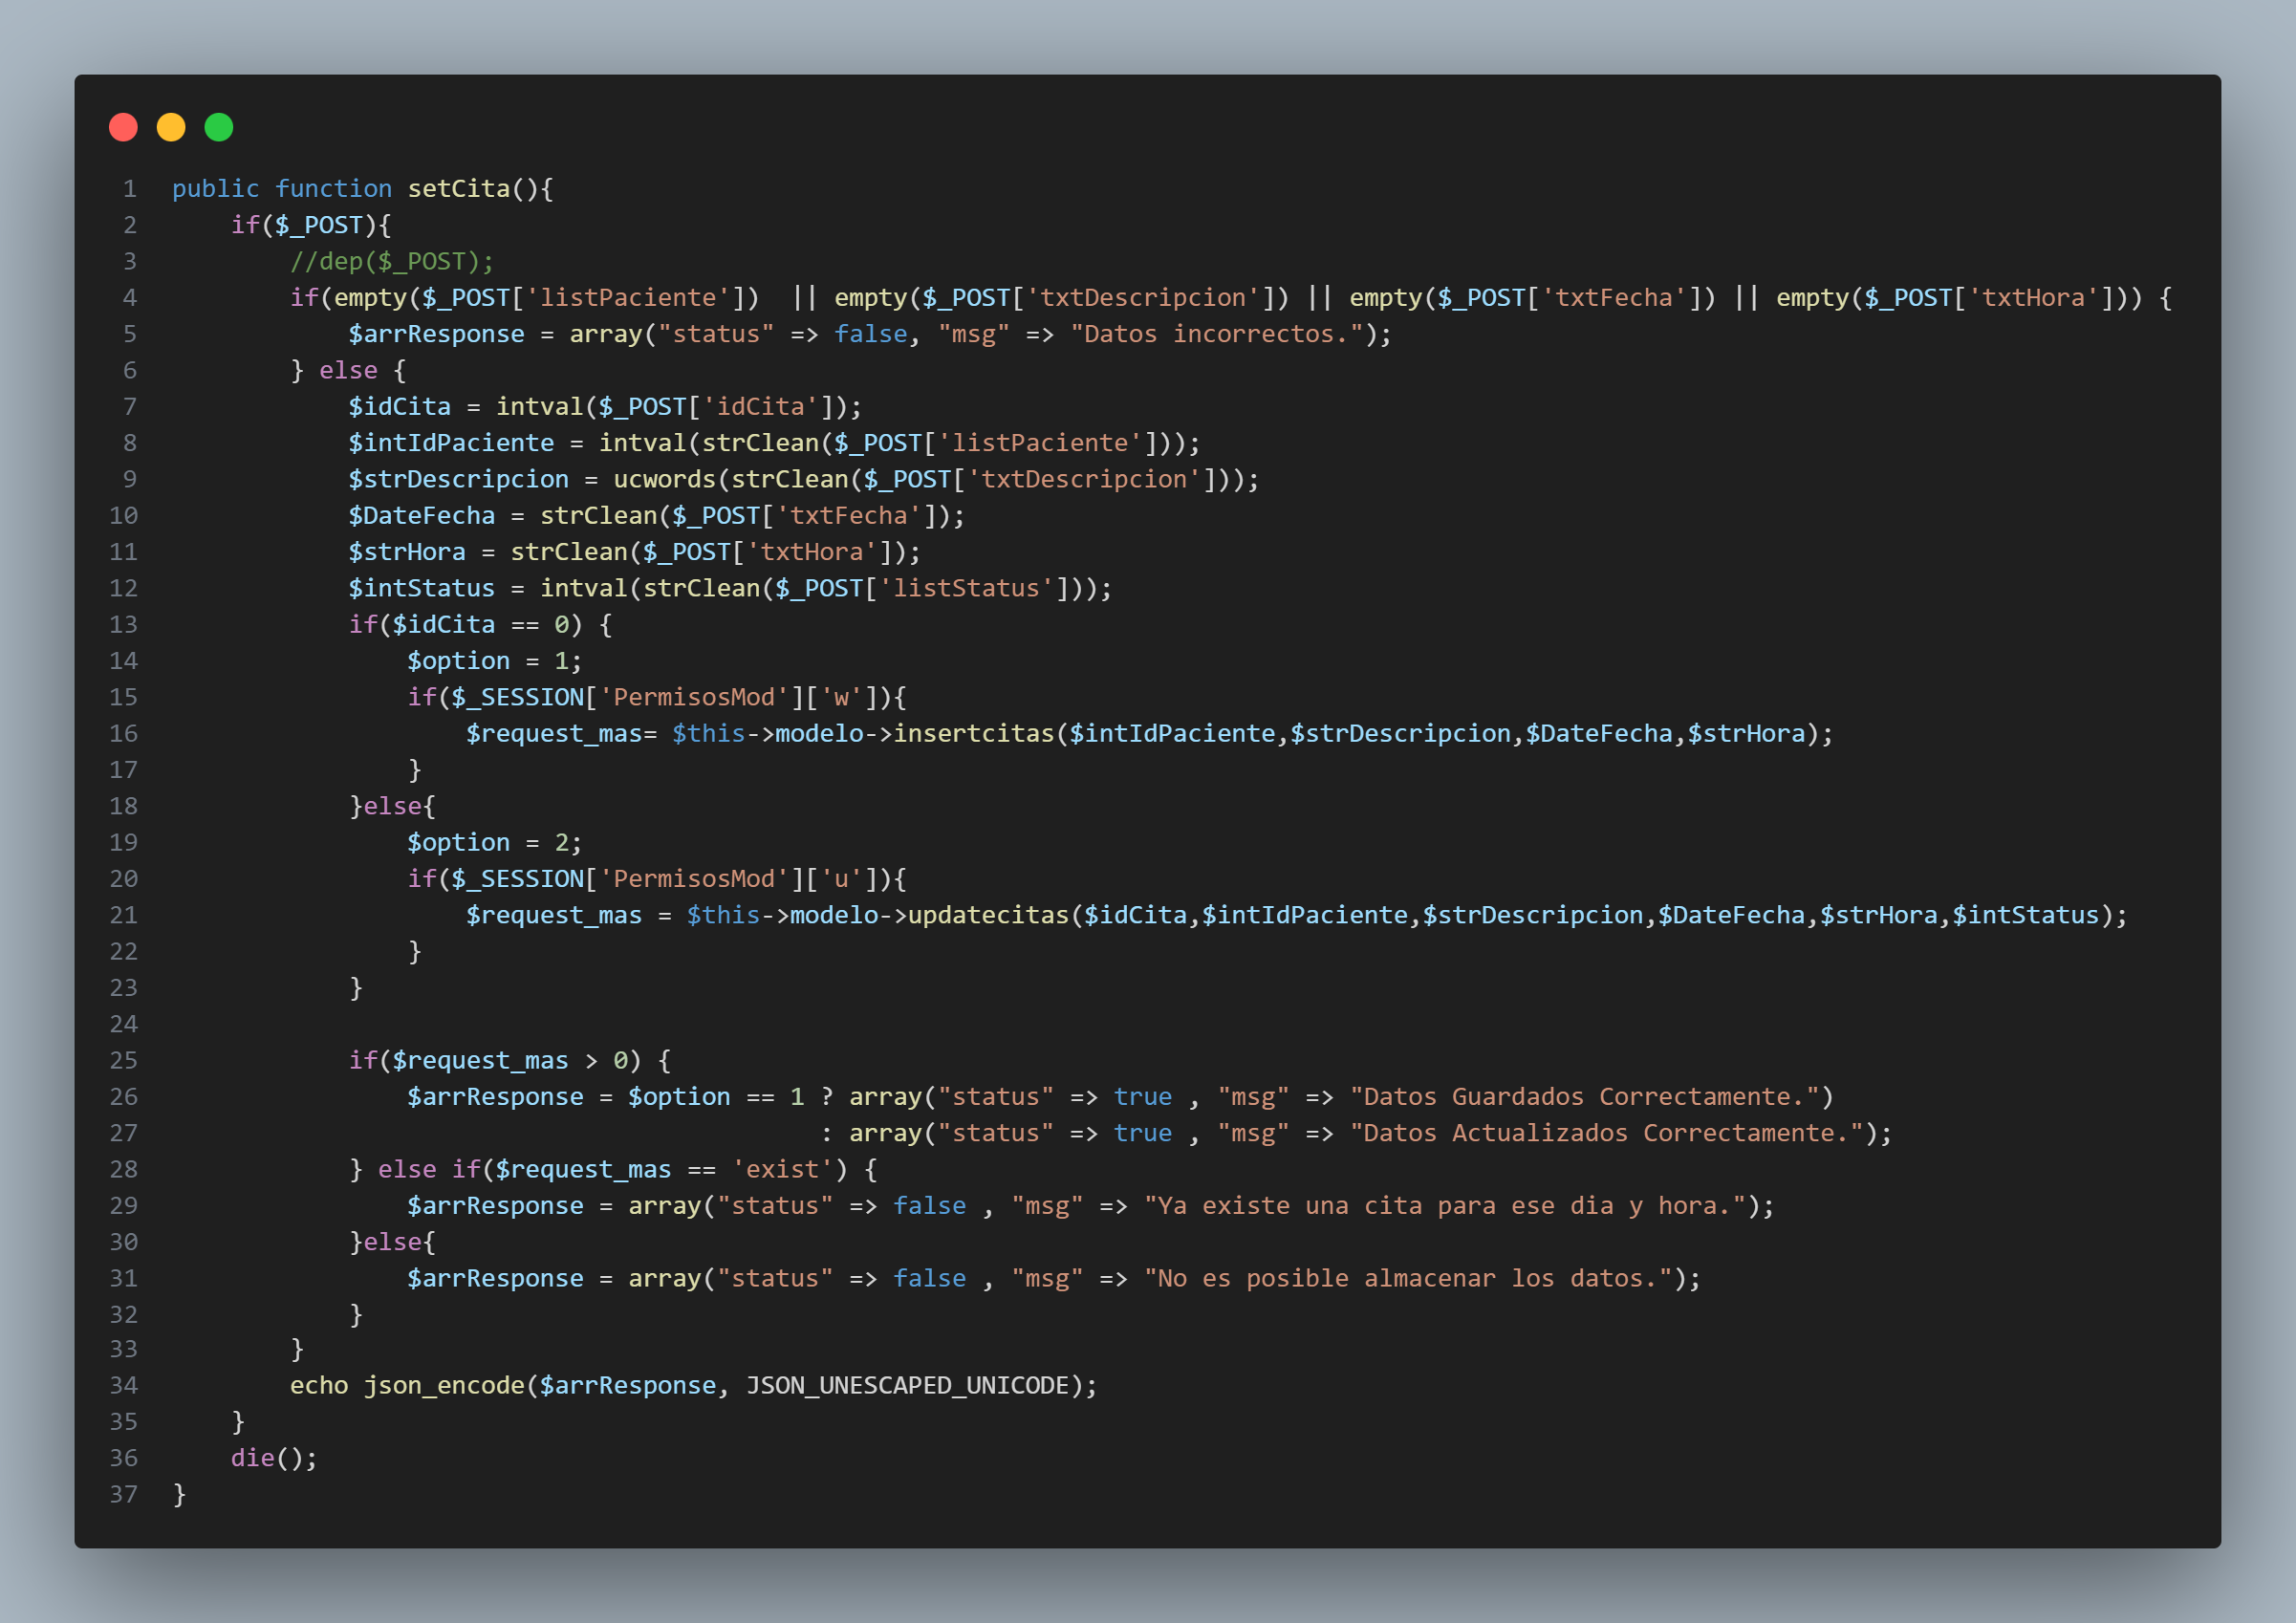 1 public function setCita(){
2     if($_POST){
3         //dep($_POST);
4         if(empty($_POST['listPaciente'])  || empty($_POST['txtDescripcion']) || empty($_POST['txtFecha']) || empty($_POST['txtHora'])) {
5             $arrResponse = array("status" => false, "msg" => "Datos incorrectos.");
6         } else {
7             $idCita = intval($_POST['idCita']);
8             $intIdPaciente = intval(strClean($_POST['listPaciente']));
9             $strDescripcion = ucwords(strClean($_POST['txtDescripcion']));
10             $DateFecha = strClean($_POST['txtFecha']);
11             $strHora = strClean($_POST['txtHora']);
12             $intStatus = intval(strClean($_POST['listStatus']));
13             if($idCita == 0) {
14                 $option = 1;
15                 if($_SESSION['PermisosMod']['w']){
16                     $request_mas= $this->modelo->insertcitas($intIdPaciente,$strDescripcion,$DateFecha,$strHora);
17                 }
18             }else{
19                 $option = 2;
20                 if($_SESSION['PermisosMod']['u']){
21                     $request_mas = $this->modelo->updatecitas($idCita,$intIdPaciente,$strDescripcion,$DateFecha,$strHora,$intStatus);
22                 }
23             }
24
25             if($request_mas > 0) {
26                 $arrResponse = $option == 1 ? array("status" => true , "msg" => "Datos Guardados Correctamente.")
27                                             : array("status" => true , "msg" => "Datos Actualizados Correctamente.");
28             } else if($request_mas == 'exist') {
29                 $arrResponse = array("status" => false , "msg" => "Ya existe una cita para ese dia y hora.");
30             }else{
31                 $arrResponse = array("status" => false , "msg" => "No es posible almacenar los datos.");
32             }
33         }
34         echo json_encode($arrResponse, JSON_UNESCAPED_UNICODE);
35     }
36     die();
37 }